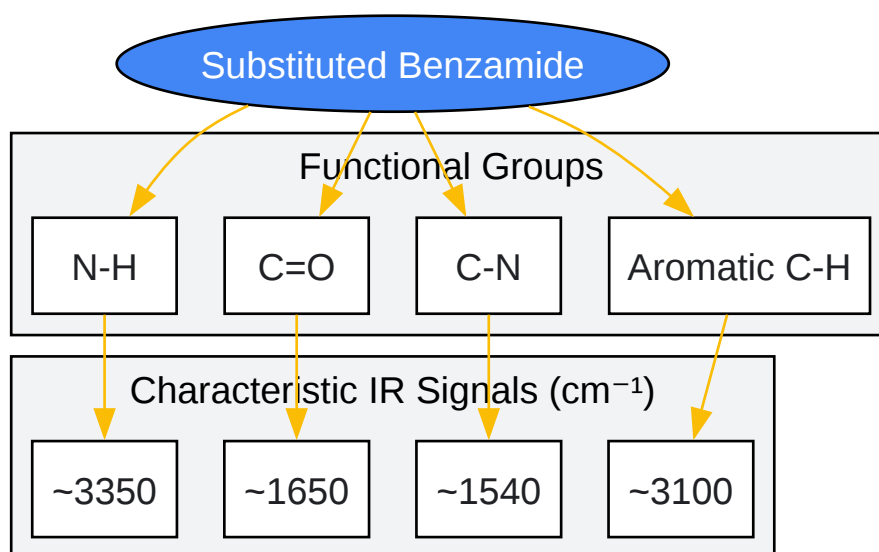 Substituted Benzamide
Functional Groups
N-H
C=O
C-N
Aromatic C-H
Characteristic IR Signals (cm⁻¹)
~3350
~1650
~1540
~3100